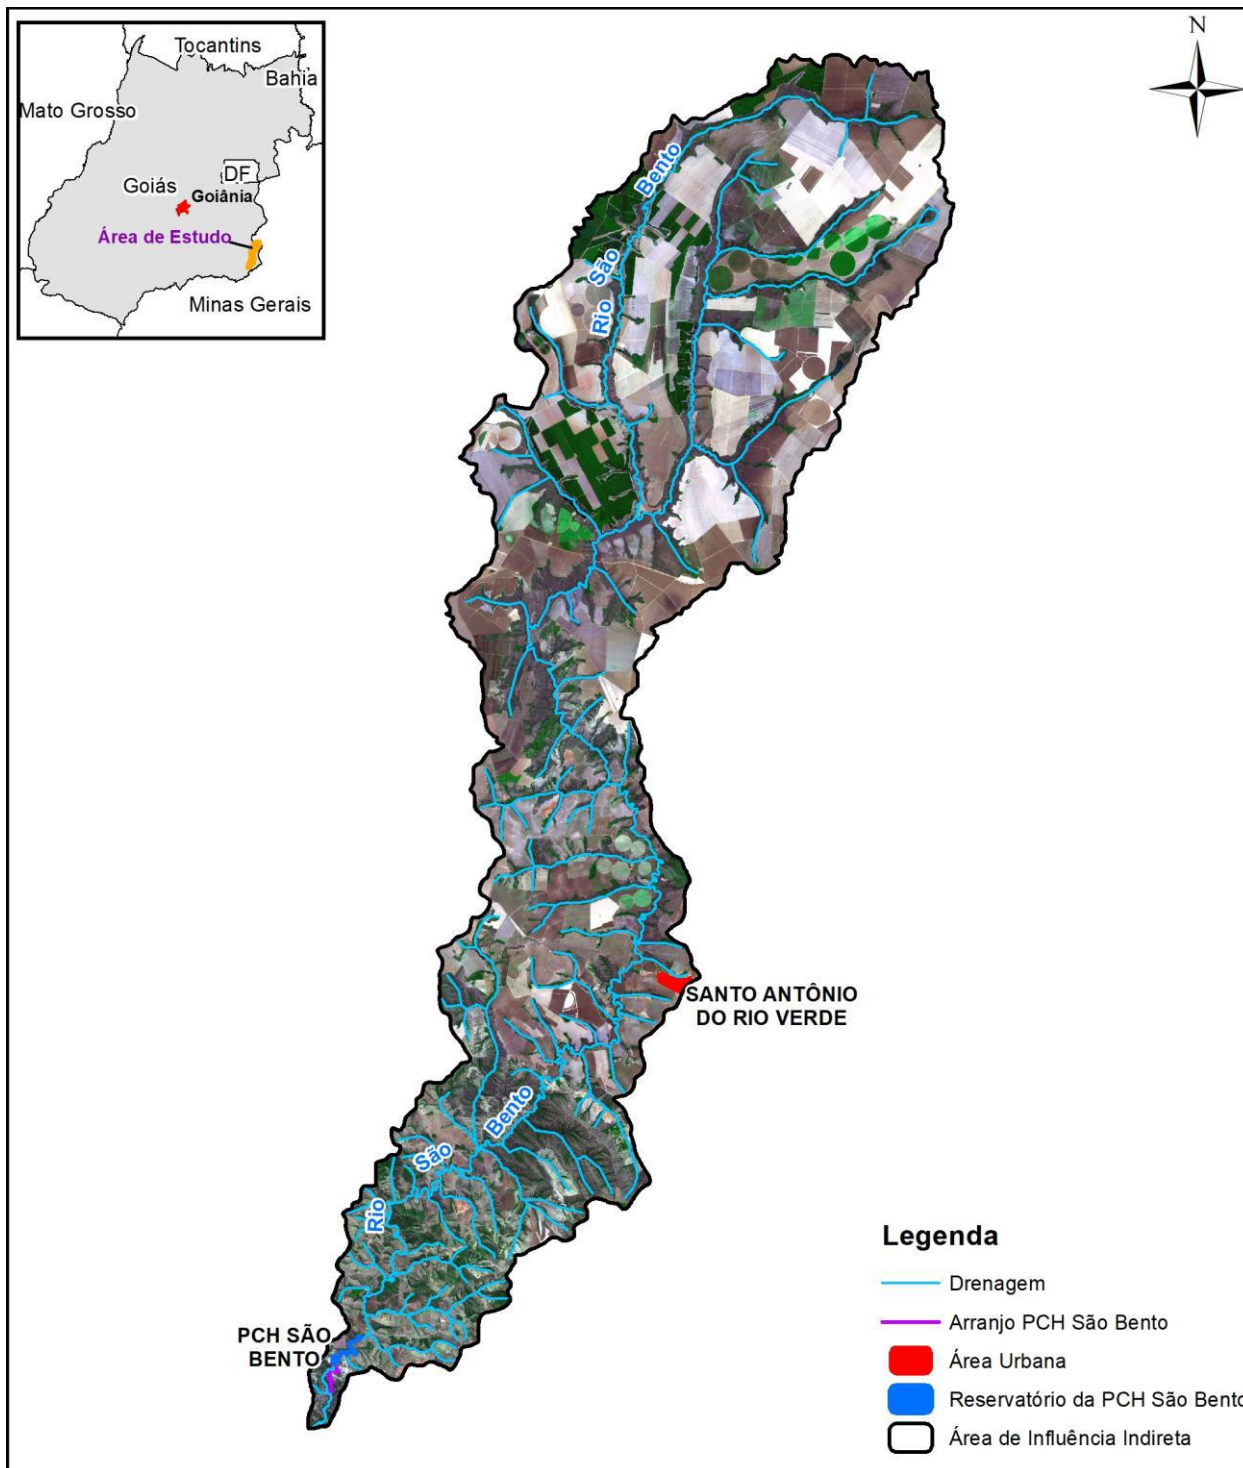 Tocantins
Bahia
Mato Grosso
DF
Goiás
Goiânia
Área de Estudo
Minas Gerais
N
Rio São Bento
SANTO ANTÔNIO
DO RIO VERDE
Rio São Bento
PCH SÃO
BENTO
Legenda
Drenagem
Arranjo PCH São Bento
Área Urbana
Reservatório da PCH São Bento
Área de Influência Indireta